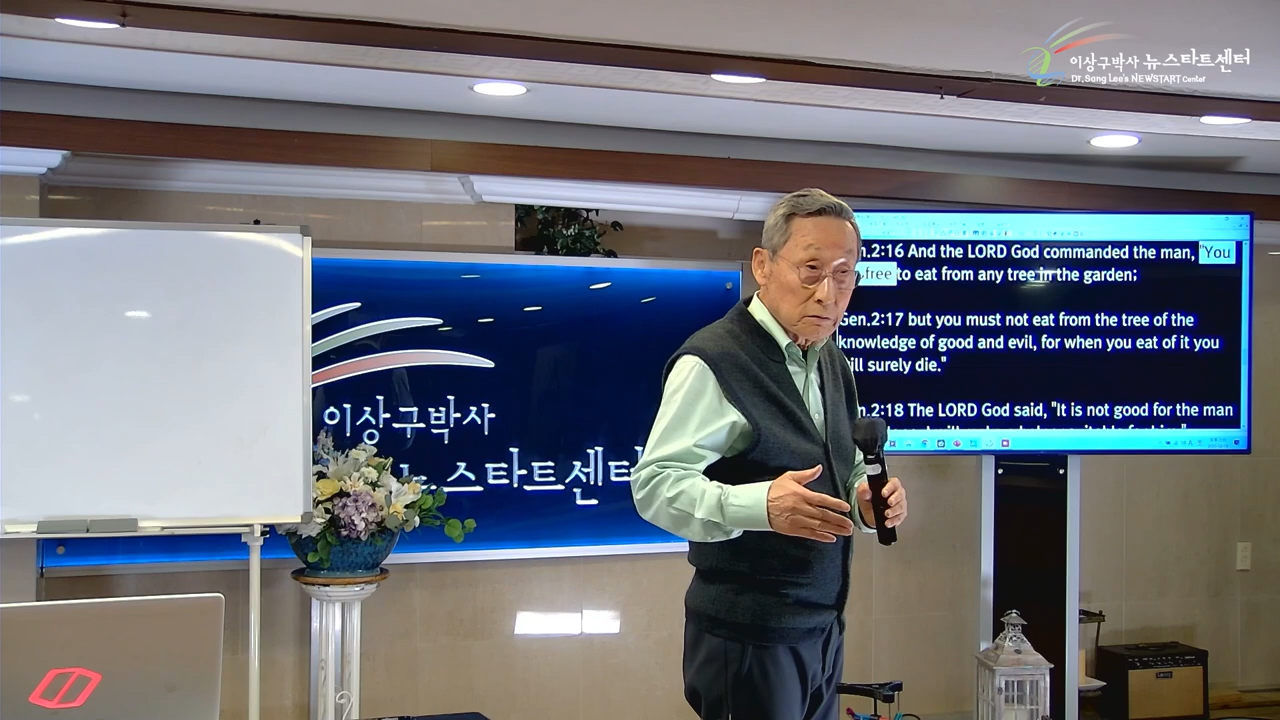 이상구박사 뉴스타트센터
Dr. Sang Lee's NEWSTART Center
이상구박사
뉴스타트센터
n.2:16 And the LORD God commanded the man, "You
free to eat from any tree in the garden;
Gen.2:17 but you must not eat from the tree of the
knowledge of good and evil, for when you eat of it you
will surely die."
n.2:18 The LORD God said, "It is not good for the man